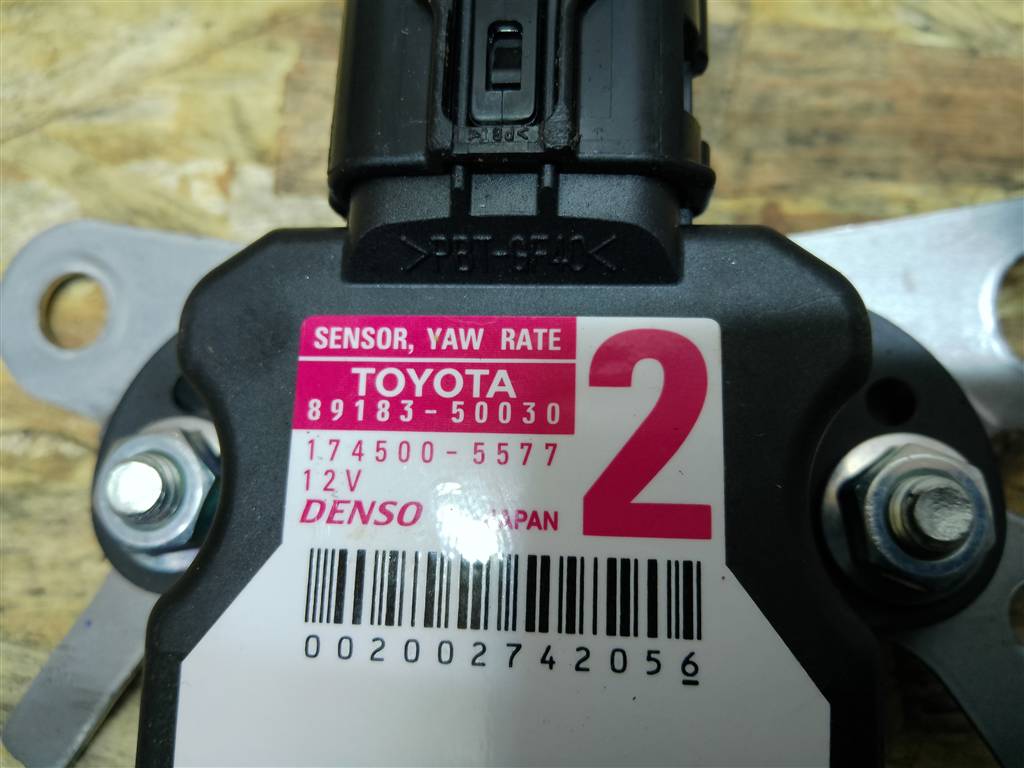 >PBT-GF40<
SENSOR, YAW RATE
TOYOTA
89183-50030
2
174500-5577
12V
DENSO JAPAN
002002742056